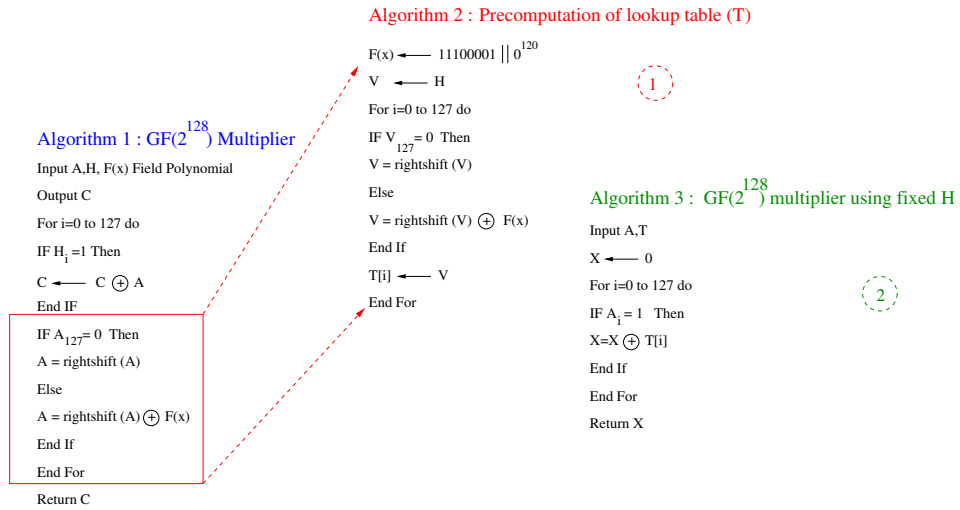 Algorithm 1 : GF(2^128) Multiplier
Input A,H, F(x) Field Polynomial
Output C
For i=0 to 127 do
IF H_i =1 Then
C ← C ⊕ A
End IF
IF A_127= 0 Then
A = rightshift (A)
Else
A = rightshift (A) ⊕ F(x)
End If
End For
Return C
Algorithm 2 : Precomputation of lookup table (T)
F(x) ← 11100001 || 0^120
V ← H
For i=0 to 127 do
IF V_127= 0 Then
V = rightshift (V)
Else
V = rightshift (V) ⊕ F(x)
End If
T[i] ← V
End For
1
Algorithm 3 : GF(2^128) multiplier using fixed H
Input A,T
X ← 0
For i=0 to 127 do
IF A_i = 1 Then
X=X ⊕ T[i]
End If
End For
Return X
2